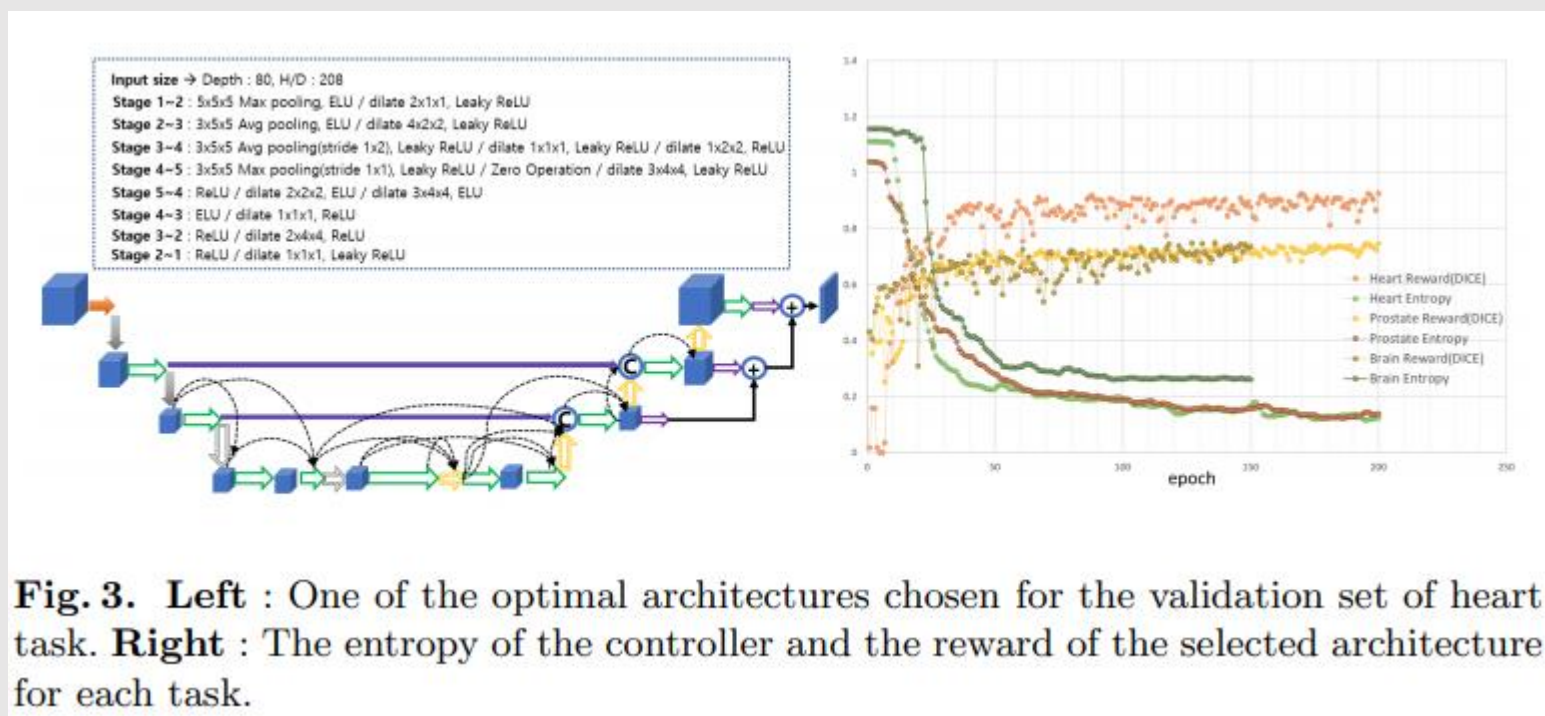 Input size → Depth : 80, H/D : 208
Stage 1~2 : 5x5x5 Max pooling, ELU / dilate 2x1x1, Leaky ReLU
Stage 2~3 : 3x5x5 Avg pooling, ELU / dilate 4x2x2, Leaky ReLU
Stage 3~4 : 3x5x5 Avg pooling(stride 1x2), Leaky ReLU / dilate 1x1x1, Leaky ReLU / dilate 1x2x2, ReLU
Stage 4~5 : 3x5x5 Max pooling(stride 1x1), Leaky ReLU / Zero Operation / dilate 3x4x4, Leaky ReLU
Stage 5~4 : ReLU / dilate 2x2x2, ELU / dilate 3x4x4, ELU
Stage 4~3 : ELU / dilate 1x1x1, ReLU
Stage 3~2 : ReLU / dilate 2x4x4, ReLU
Stage 2~1 : ReLU / dilate 1x1x1, Leaky ReLU
+
C
+
C
1.4
1.2
1
0.8
0.6
0.4
0.2
0
0 50 100 150 200 250
epoch
Heart Reward(DICE)
Heart Entropy
Prostate Reward(DICE)
Prostate Entropy
Brain Reward(DICE)
Brain Entropy
Fig. 3. Left : One of the optimal architectures chosen for the validation set of heart
task. Right : The entropy of the controller and the reward of the selected architecture
for each task.